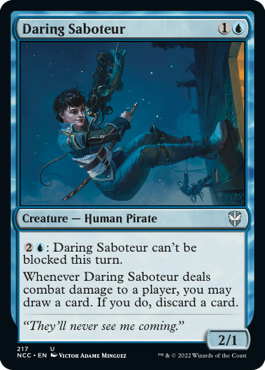 Daring Saboteur 1
Creature — Human Pirate
2: Daring Saboteur can't be
blocked this turn.
Whenever Daring Saboteur deals
combat damage to a player, you may
draw a card. If you do, discard a card.
"They'll never see me coming."
2/1
217 U
NCC • EN Victor Adame Minguez ™ & © 2022 Wizards of the Coast